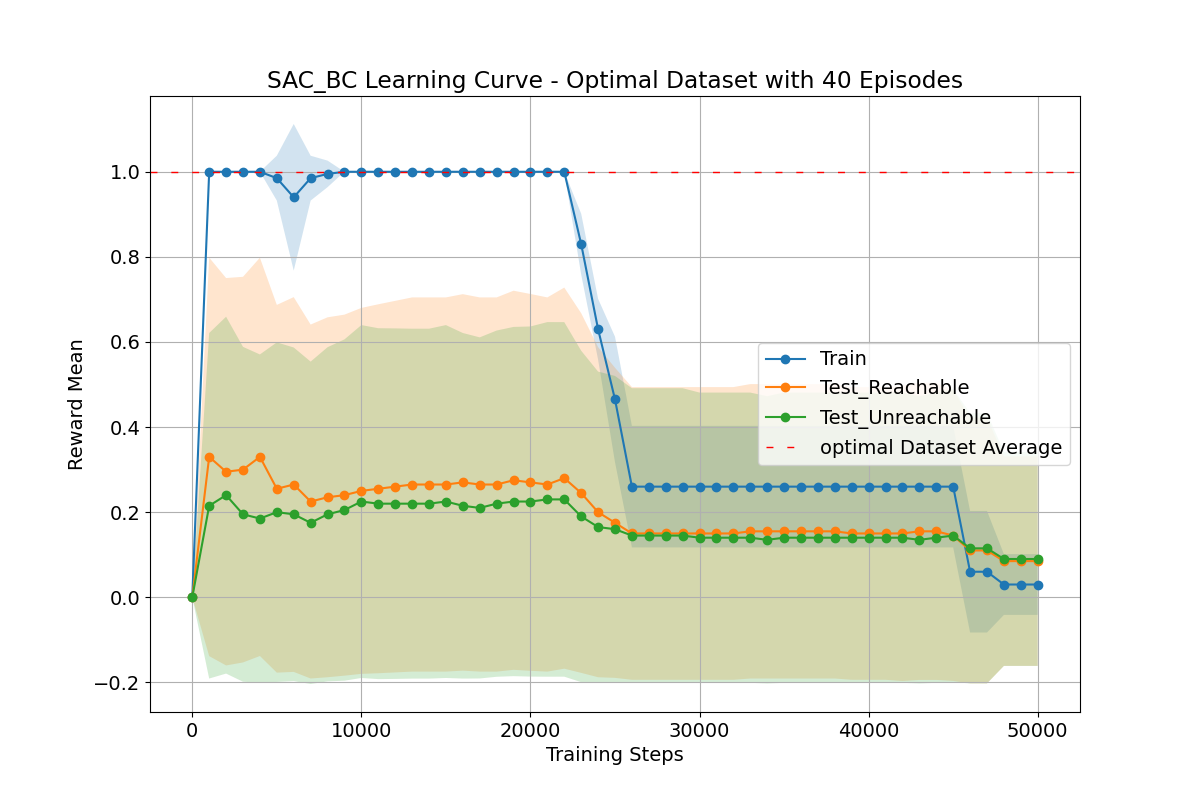 SAC_BC Learning Curve - Optimal Dataset with 40 Episodes
Reward Mean
1.0
0.8
0.6
0.4
0.2
0.0
−0.2
Train
Test_Reachable
Test_Unreachable
optimal Dataset Average
0 10000 20000 30000 40000 50000
Training Steps